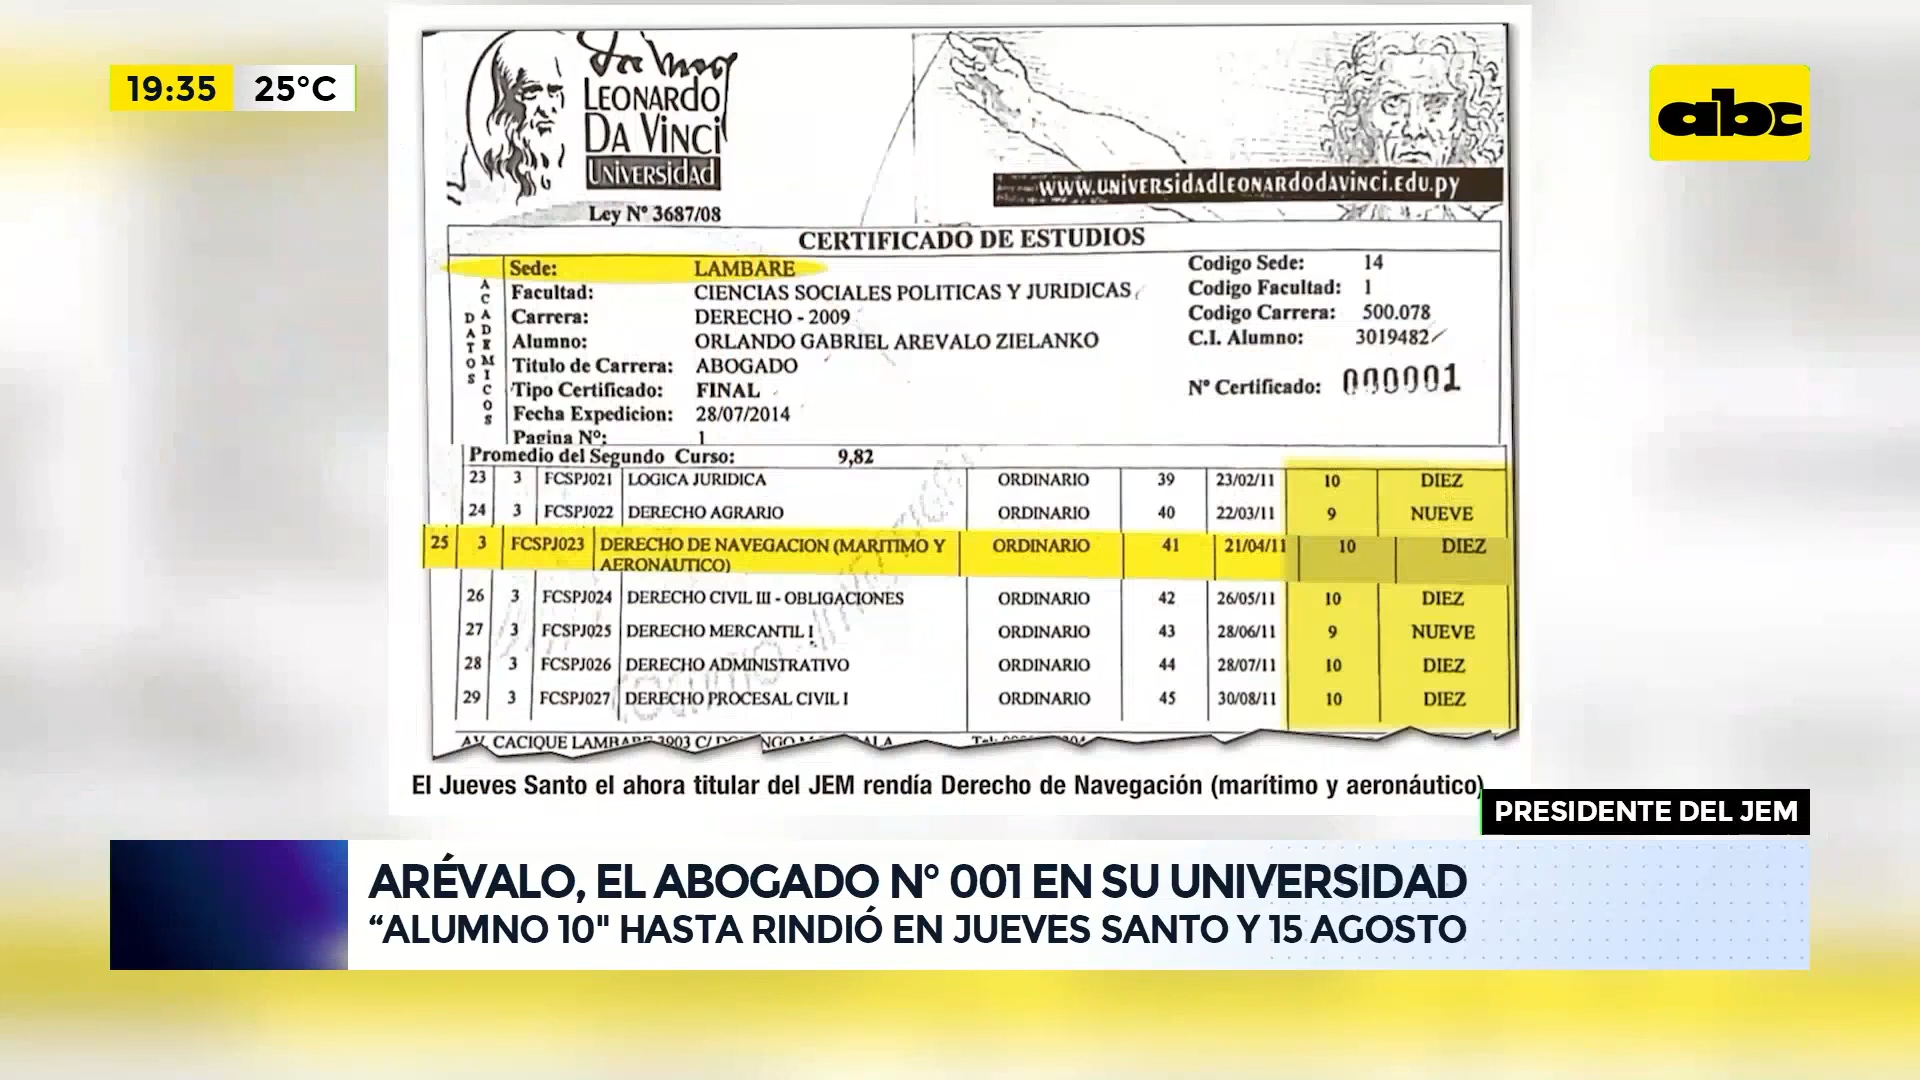 19:35 25°C
abc
LEONARDO
DA VINCI
UNIVERSIDAD
Ley Nº 3687/08
www.universidadleonardodavinci.edu.py
CERTIFICADO DE ESTUDIOS
DATOS ACADEMICOS
Sede: LAMBARE Codigo Sede: 14
Facultad: CIENCIAS SOCIALES POLITICAS Y JURIDICAS Codigo Facultad: 1
Carrera: DERECHO - 2009 Codigo Carrera: 500.078
Alumno: ORLANDO GABRIEL AREVALO ZIELANKO C.I. Alumno: 3019482
Titulo de Carrera: ABOGADO
Tipo Certificado: FINAL Nº Certificado: 000001
Fecha Expedicion: 28/07/2014
Pagina Nº: 1
Promedio del Segundo Curso: 9,82
23 3 FCSPJ021 LOGICA JURIDICA ORDINARIO 39 23/02/11 10 DIEZ
24 3 FCSPJ022 DERECHO AGRARIO ORDINARIO 40 22/03/11 9 NUEVE
25 3 FCSPJ023 DERECHO DE NAVEGACION (MARITIMO Y ORDINARIO 41 21/04/11 10 DIEZ
AERONAUTICO)
26 3 FCSPJ024 DERECHO CIVIL III - OBLIGACIONES ORDINARIO 42 26/05/11 10 DIEZ
27 3 FCSPJ025 DERECHO MERCANTIL I ORDINARIO 43 28/06/11 9 NUEVE
28 3 FCSPJ026 DERECHO ADMINISTRATIVO ORDINARIO 44 28/07/11 10 DIEZ
29 3 FCSPJ027 DERECHO PROCESAL CIVIL I ORDINARIO 45 30/08/11 10 DIEZ
AV. CACIQUE LAMBARE 3903 C/
El Jueves Santo el ahora titular del JEM rendía Derecho de Navegación (marítimo y aeronáutico)
PRESIDENTE DEL JEM
ARÉVALO, EL ABOGADO N° 001 EN SU UNIVERSIDAD
“ALUMNO 10" HASTA RINDIÓ EN JUEVES SANTO Y 15 AGOSTO